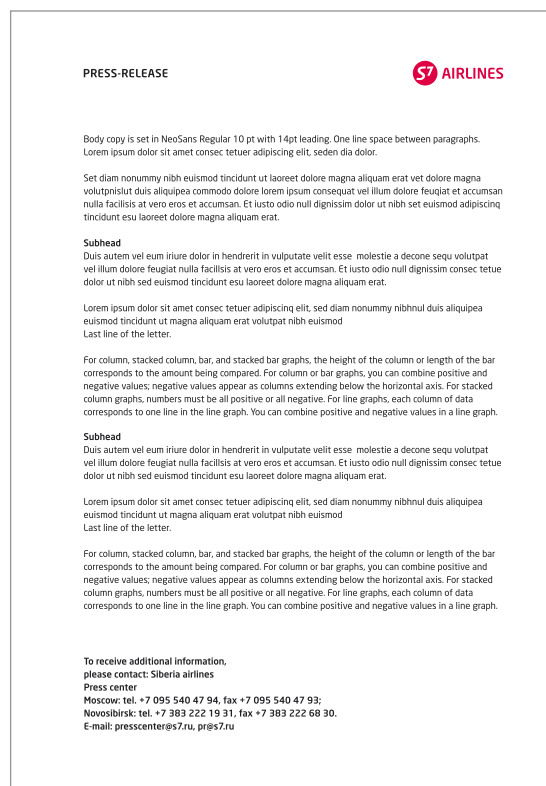 PRESS-RELEASE
S7 AIRLINES
Body copy is set in NeoSans Regular 10 pt with 14pt leading. One line space between paragraphs.
Lorem ipsum dolor sit amet consec tetuer adipiscing elit, seden dia dolor.
Set diam nonummy nibh euismod tincidunt ut laoreet dolore magna aliquam erat vet dolore magna
volutpnislut duis aliquipea commodo dolore lorem ipsum consequat vel illum dolore feuqiat et accumsan
nulla facilisis at vero eros et accumsan. Et iusto odio null dignissim dolor ut nibh set euismod adipiscinq
tincidunt esu laoreet dolore magna aliquam erat.
Subhead
Duis autem vel eum iriure dolor in hendrerit in vulputate velit esse  molestie a decone sequ volutpat
vel illum dolore feugiat nulla facillsis at vero eros et accumsan. Et iusto odio null dignissim consec tetue
dolor ut nibh sed euismod tincidunt esu laoreet dolore magna aliquam erat.
Lorem ipsum dolor sit amet consec tetuer adipiscinq elit, sed diam nonummy nibhnul duis aliquipea
euismod tincidunt ut magna aliquam erat volutpat nibh euismod
Last line of the letter.
For column, stacked column, bar, and stacked bar graphs, the height of the column or length of the bar
corresponds to the amount being compared. For column or bar graphs, you can combine positive and
negative values; negative values appear as columns extending below the horizontal axis. For stacked
column graphs, numbers must be all positive or all negative. For line graphs, each column of data
corresponds to one line in the line graph. You can combine positive and negative values in a line graph.
Subhead
Duis autem vel eum iriure dolor in hendrerit in vulputate velit esse  molestie a decone sequ volutpat
vel illum dolore feugiat nulla facillsis at vero eros et accumsan. Et iusto odio null dignissim consec tetue
dolor ut nibh sed euismod tincidunt esu laoreet dolore magna aliquam erat.
Lorem ipsum dolor sit amet consec tetuer adipiscinq elit, sed diam nonummy nibhnul duis aliquipea
euismod tincidunt ut magna aliquam erat volutpat nibh euismod
Last line of the letter.
For column, stacked column, bar, and stacked bar graphs, the height of the column or length of the bar
corresponds to the amount being compared. For column or bar graphs, you can combine positive and
negative values; negative values appear as columns extending below the horizontal axis. For stacked
column graphs, numbers must be all positive or all negative. For line graphs, each column of data
corresponds to one line in the line graph. You can combine positive and negative values in a line graph.
To receive additional information,
please contact: Siberia airlines
Press center
Moscow: tel. +7 095 540 47 94, fax +7 095 540 47 93;
Novosibirsk: tel. +7 383 222 19 31, fax +7 383 222 68 30.
E-mail: presscenter@s7.ru, pr@s7.ru